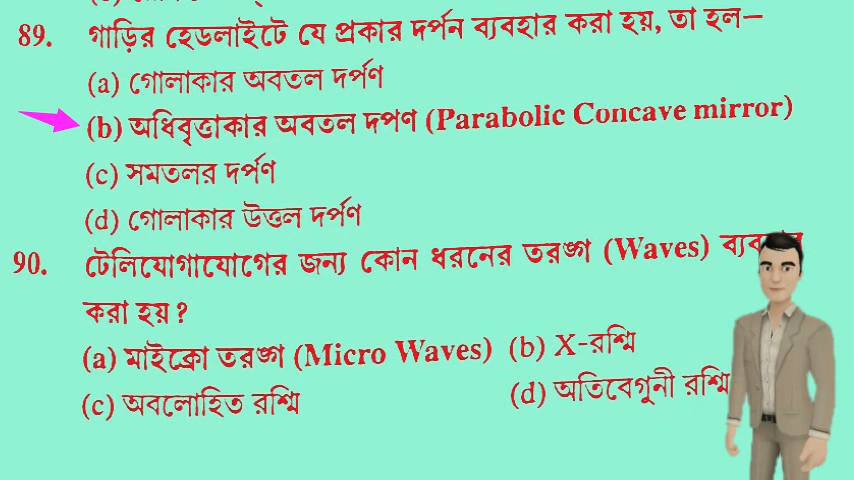 89. গাড়ির হেডলাইটে যে প্রকার দর্পন ব্যবহার করা হয়, তা হল—
(a) গোলাকার অবতল দর্পণ
(b) অধিবৃত্তাকার অবতল দপণ (Parabolic Concave mirror)
(c) সমতলর দর্পণ
(d) গোলাকার উত্তল দর্পণ
90. টেলিযোগাযোগের জন্য কোন ধরনের তরঙ্গ (Waves)
করা হয়?
(a) মাইক্রো তরঙ্গ (Micro Waves) (b) X-রশ্মি
(c) অবলোহিত রশ্মি (d) অতিবেগুনী রশ্মি